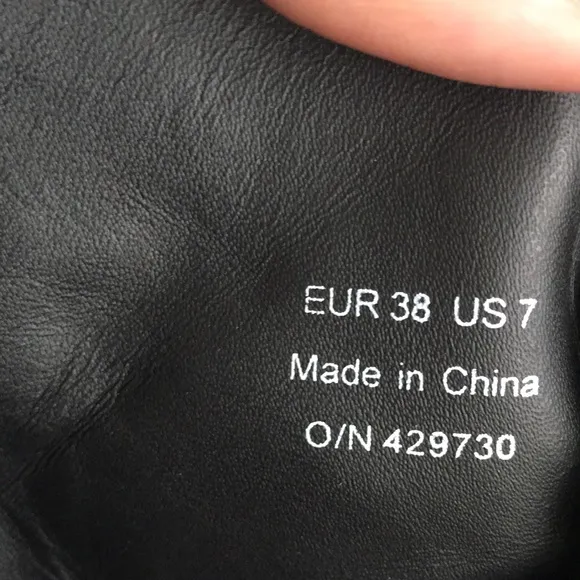 EUR 38 US 7
Made in China
O/N 429730